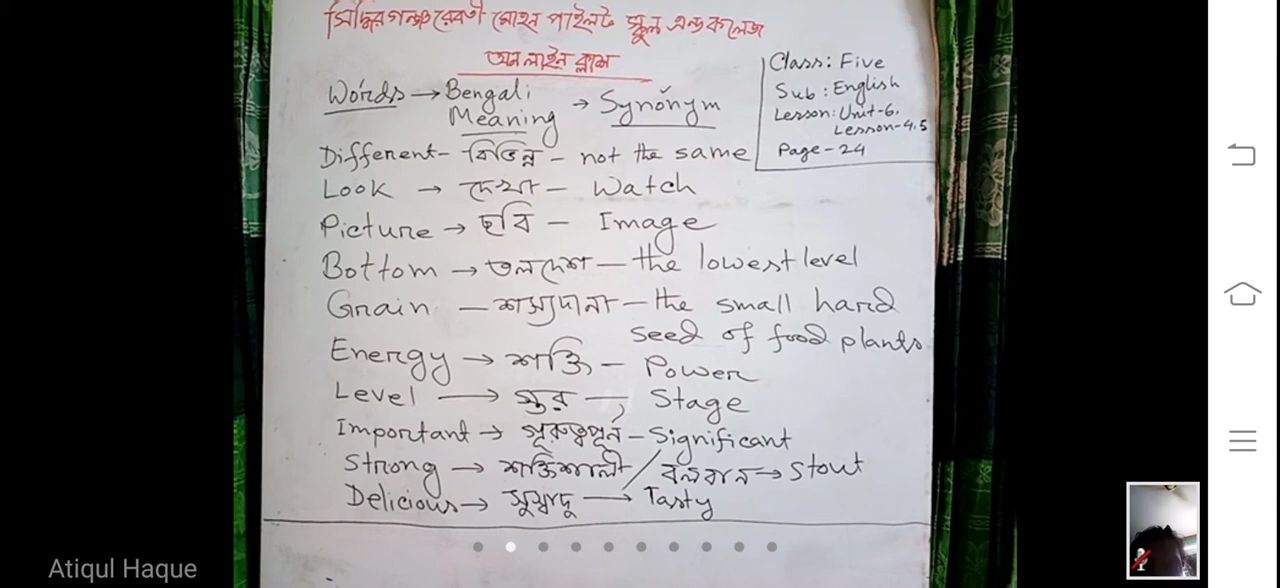 সিদ্ধিরগঞ্জ রেবতী মোহন পাইলট স্কুল এন্ড কলেজ
অনলাইন ক্লাশ
Class: Five
Sub: English
Lesson: Unit-6,
Lesson-4,5
Page-24
Words → Bengali Meaning → Synonym
Different - বিভিন্ন - not the same
Look → দেখা - Watch
Picture → ছবি - Image
Bottom → তলদেশ - the lowest level
Grain - শস্যদানা - the small hard
seed of food plants
Energy → শক্তি - Power
Level → স্তর → Stage
Important → গূরুত্বপূর্ন - Significant
Strong → শক্তিশালী / বলবান → Stout
Delicious → সুস্বাদু → Tasty
Atiqul Haque